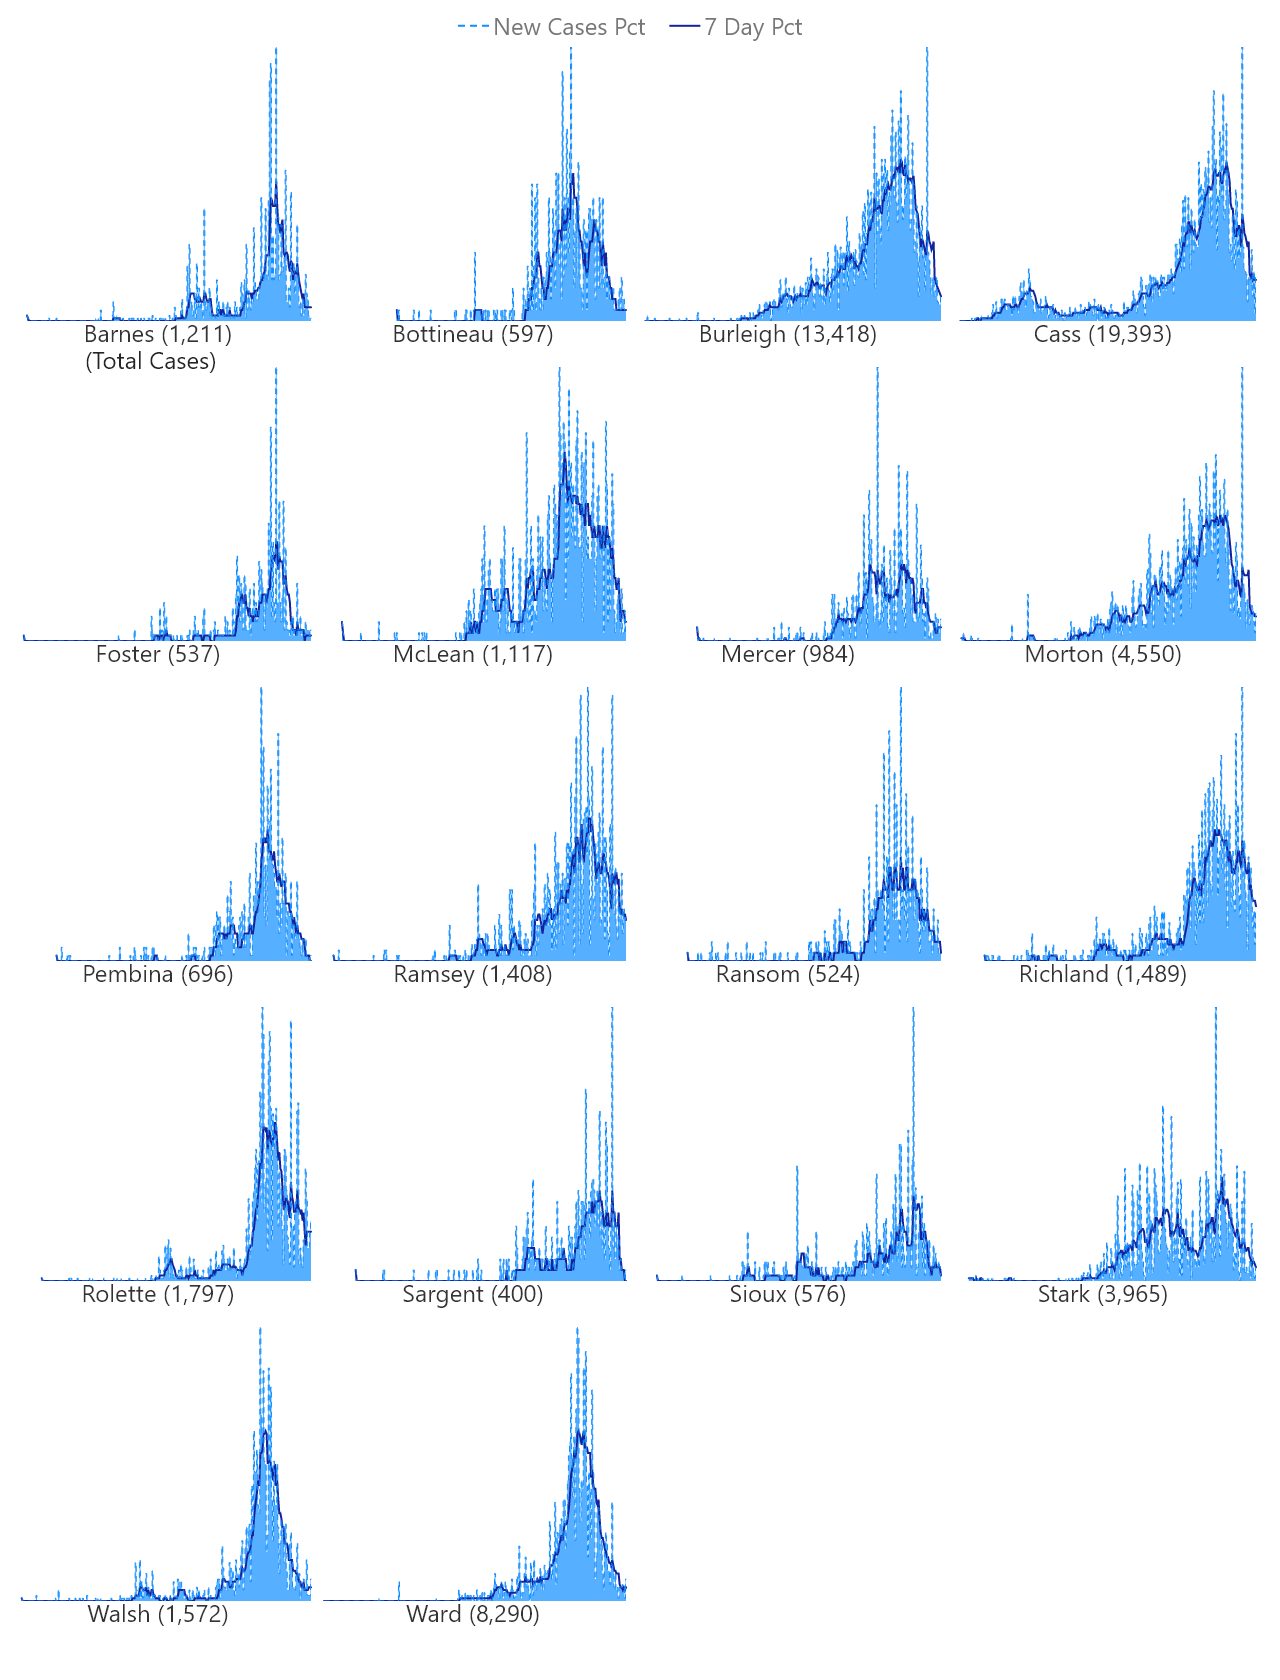 New Cases Pct 7 Day Pct
Barnes (1,211) Bottineau (597) Burleigh (13,418) Cass (19,393)
(Total Cases)
Foster (537) McLean (1,117) Mercer (984) Morton (4,550)
Pembina (696) Ramsey (1,408) Ransom (524) Richland (1,489)
Rolette (1,797) Sargent (400) Sioux (576) Stark (3,965)
Walsh (1,572) Ward (8,290)